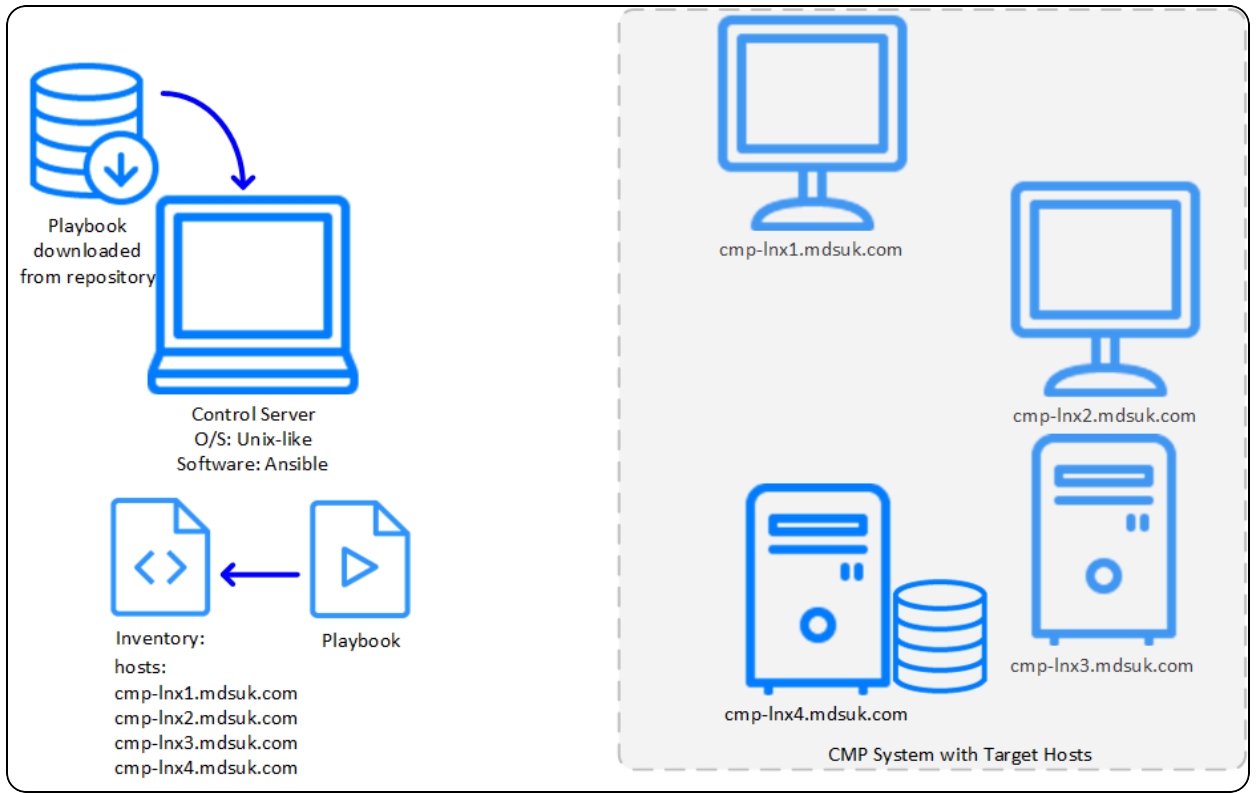 Playbook
downloaded
from repository
Control Server
O/S: Unix-like
Software: Ansible
Inventory:
hosts:
cmp-lnx1.mdsuk.com
cmp-lnx2.mdsuk.com
cmp-lnx3.mdsuk.com
cmp-lnx4.mdsuk.com
Playbook
cmp-lnx1.mdsuk.com
cmp-lnx2.mdsuk.com
cmp-lnx3.mdsuk.com
cmp-lnx4.mdsuk.com
CMP System with Target Hosts